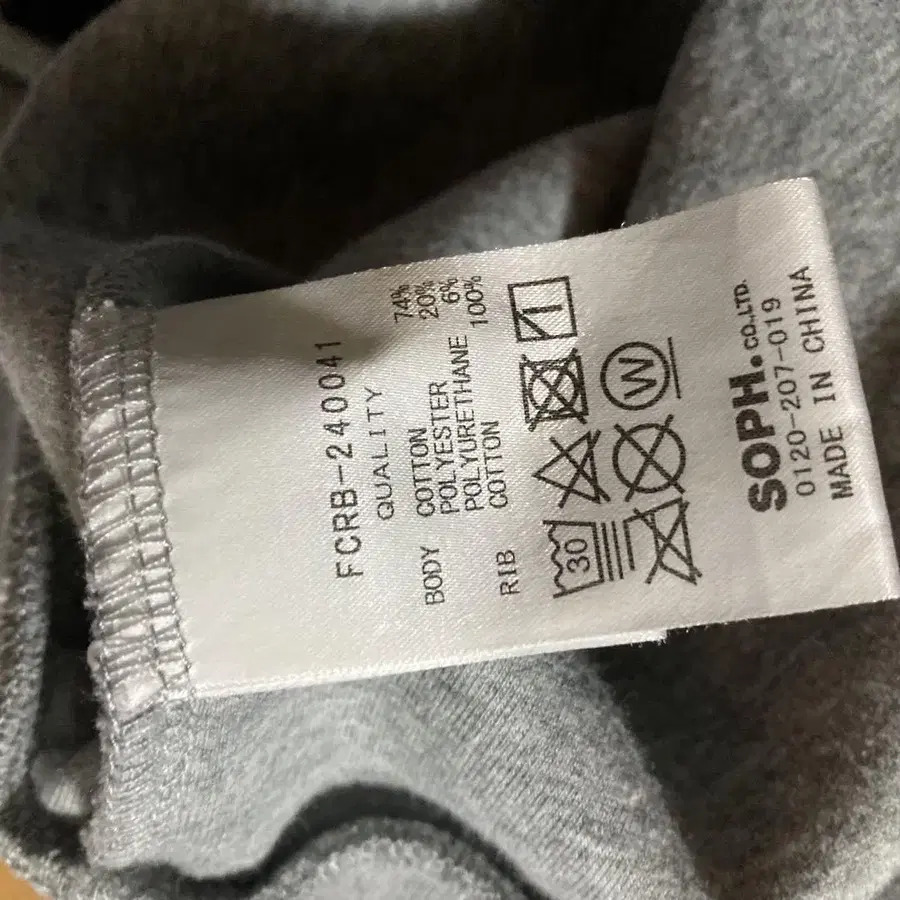 FCRB-240041
QUALITY
BODY COTTON 74%
POLYESTER 20%
POLYURETHANE 6%
RIB COTTON 100%
30
W
SOPH.CO.,LTD.
0120-207-019
MADE IN CHINA